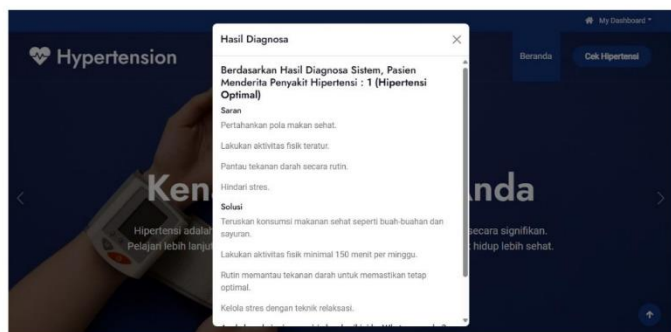 My Dashboard
Hypertension
Beranda
Cek Hipertensi
Hasil Diagnosa
Berdasarkan Hasil Diagnosa Sistem, Pasien
Menderita Penyakit Hipertensi : 1 (Hipertensi
Optimal)
Saran
Pertahankan pola makan sehat.
Lakukan aktivitas fisik teratur.
Pantau tekanan darah secara rutin.
Hindari stres.
Solusi
Teruskan konsumsi makanan sehat seperti buah-buahan dan
sayuran.
Lakukan aktivitas fisik minimal 150 menit per minggu.
Rutin memantau tekanan darah untuk memastikan tetap
optimal.
Kelola stres dengan teknik relaksasi.
Ken
nda
Hipertensi adalah
secara signifikan.
Pelajari lebih lanjut
hidup lebih sehat.